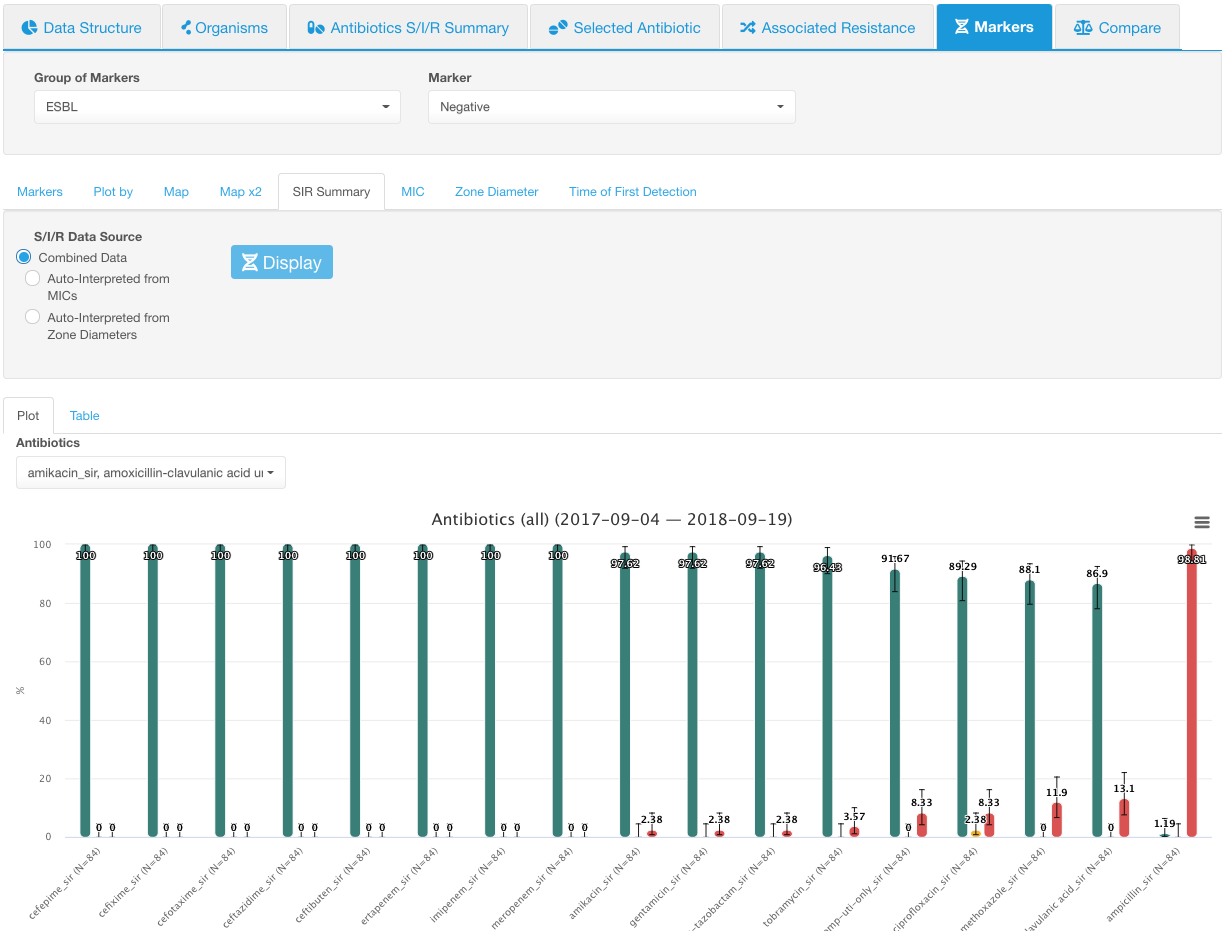 Data Structure Organisms Antibiotics S/I/R Summary Selected Antibiotic Associated Resistance Markers Compare
Group of Markers Marker
ESBL Negative
Markers Plot by Map Map x2 SIR Summary MIC Zone Diameter Time of First Detection
S/I/R Data Source
Combined Data
Display
Auto-Interpreted from
MICs
Auto-Interpreted from
Zone Diameters
Plot Table
Antibiotics
amikacin_sir, amoxicillin-clavulanic acid ur
Antibiotics (all) (2017-09-04 — 2018-09-19)
%
100
80
60
40
20
0
100 100 100 100 100 100 100 100 97.62 97.62 97.62 96.43 91.67 89.29 88.1 86.9 1.19
0 0 0 0 0 0 0 0 0 0 0 0 0 0 0 0 2.38 2.38 2.38 3.57 0 8.33 2.38 8.33 0 11.9 0 13.1 98.81
cefepime_sir (N=84)
cefixime_sir (N=84)
cefotaxime_sir (N=84)
ceftazidime_sir (N=84)
ceftibuten_sir (N=84)
ertapenem_sir (N=84)
imipenem_sir (N=84)
meropenem_sir (N=84)
amikacin_sir (N=84)
gentamicin_sir (N=84)
-tazobactam_sir (N=84)
tobramycin_sir (N=84)
mp-uti-only_sir (N=84)
ciprofloxacin_sir (N=84)
methoxazole_sir (N=84)
lavulanic acid_sir (N=84)
ampicillin_sir (N=84)